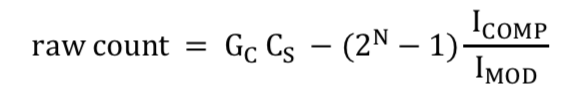 raw count = G_C C_S − (2^N − 1) I_COMP / I_MOD